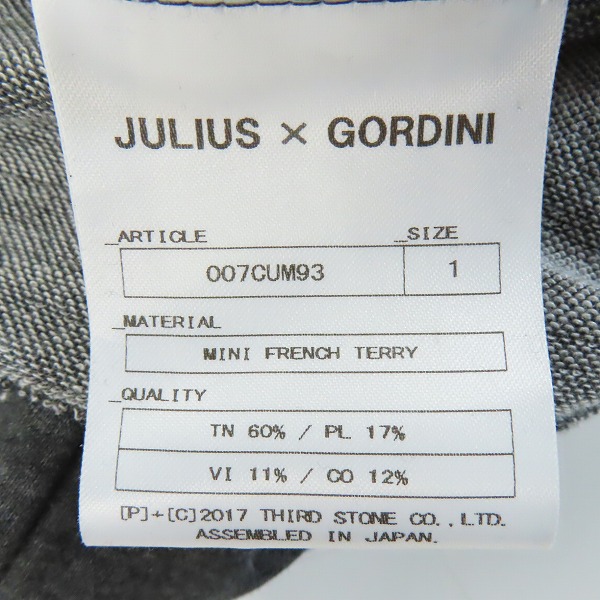 JULIUS × GORDINI
_ARTICLE _SIZE
007CUM93 1
_MATERIAL
MINI FRENCH TERRY
_QUALITY
TN 60% / PL 17%
VI 11% / CO 12%
[P]+[C]2017 THIRD STONE CO.,LTD.
ASSEMBLED IN JAPAN.